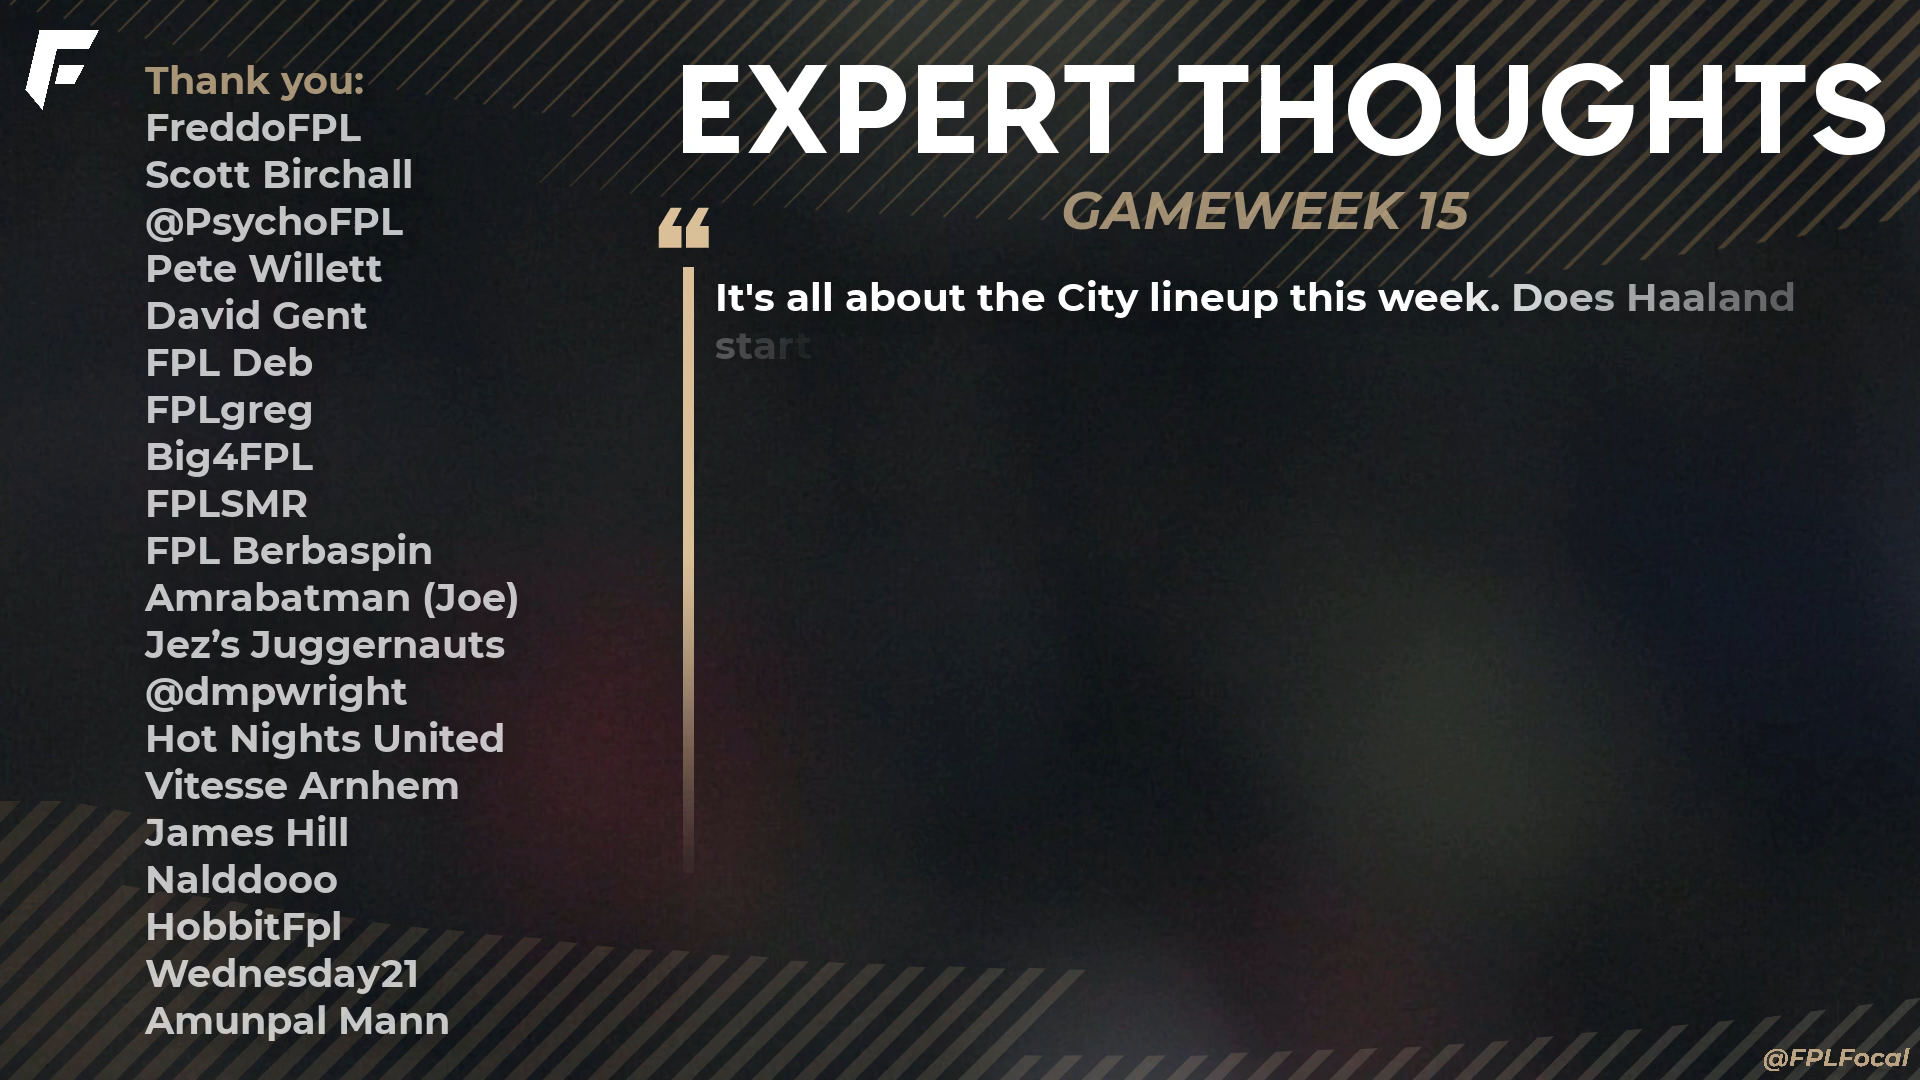 Thank you:
FreddoFPL
Scott Birchall
@PsychoFPL
Pete Willett
David Gent
FPL Deb
FPLgreg
Big4FPL
FPLSMR
FPL Berbaspin
Amrabatman (Joe)
Jez’s Juggernauts
@dmpwright
Hot Nights United
Vitesse Arnhem
James Hill
Nalddooo
HobbitFpl
Wednesday21
Amunpal Mann
EXPERT THOUGHTS
GAMEWEEK 15
❝
It's all about the City lineup this week. Does Haaland
start
@FPLFocal